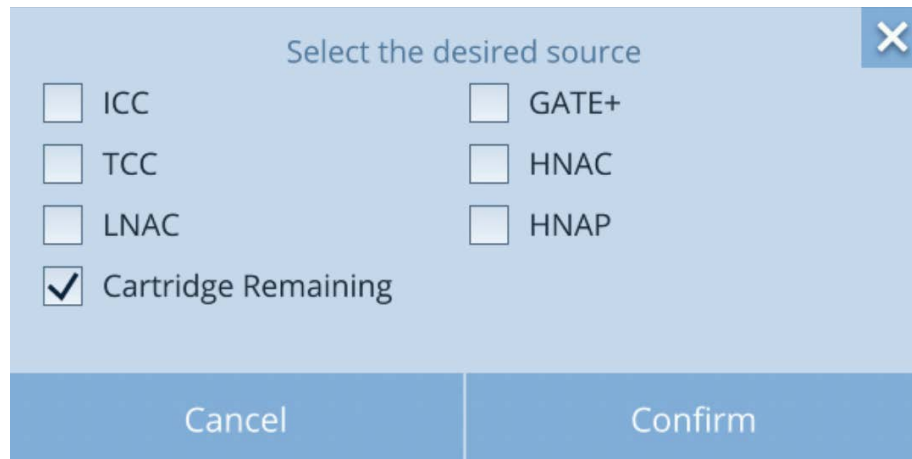 Select the desired source
ICC
GATE+
TCC
HNAC
LNAC
HNAP
Cartridge Remaining
Cancel
Confirm